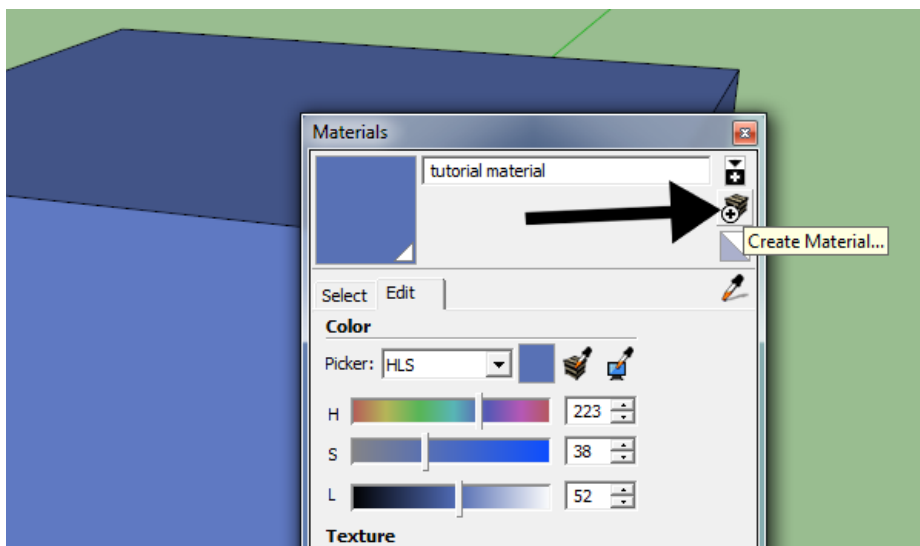 Materials
tutorial material
Create Material...
Select Edit
Color
Picker: HLS
H 223
S 38
L 52
Texture